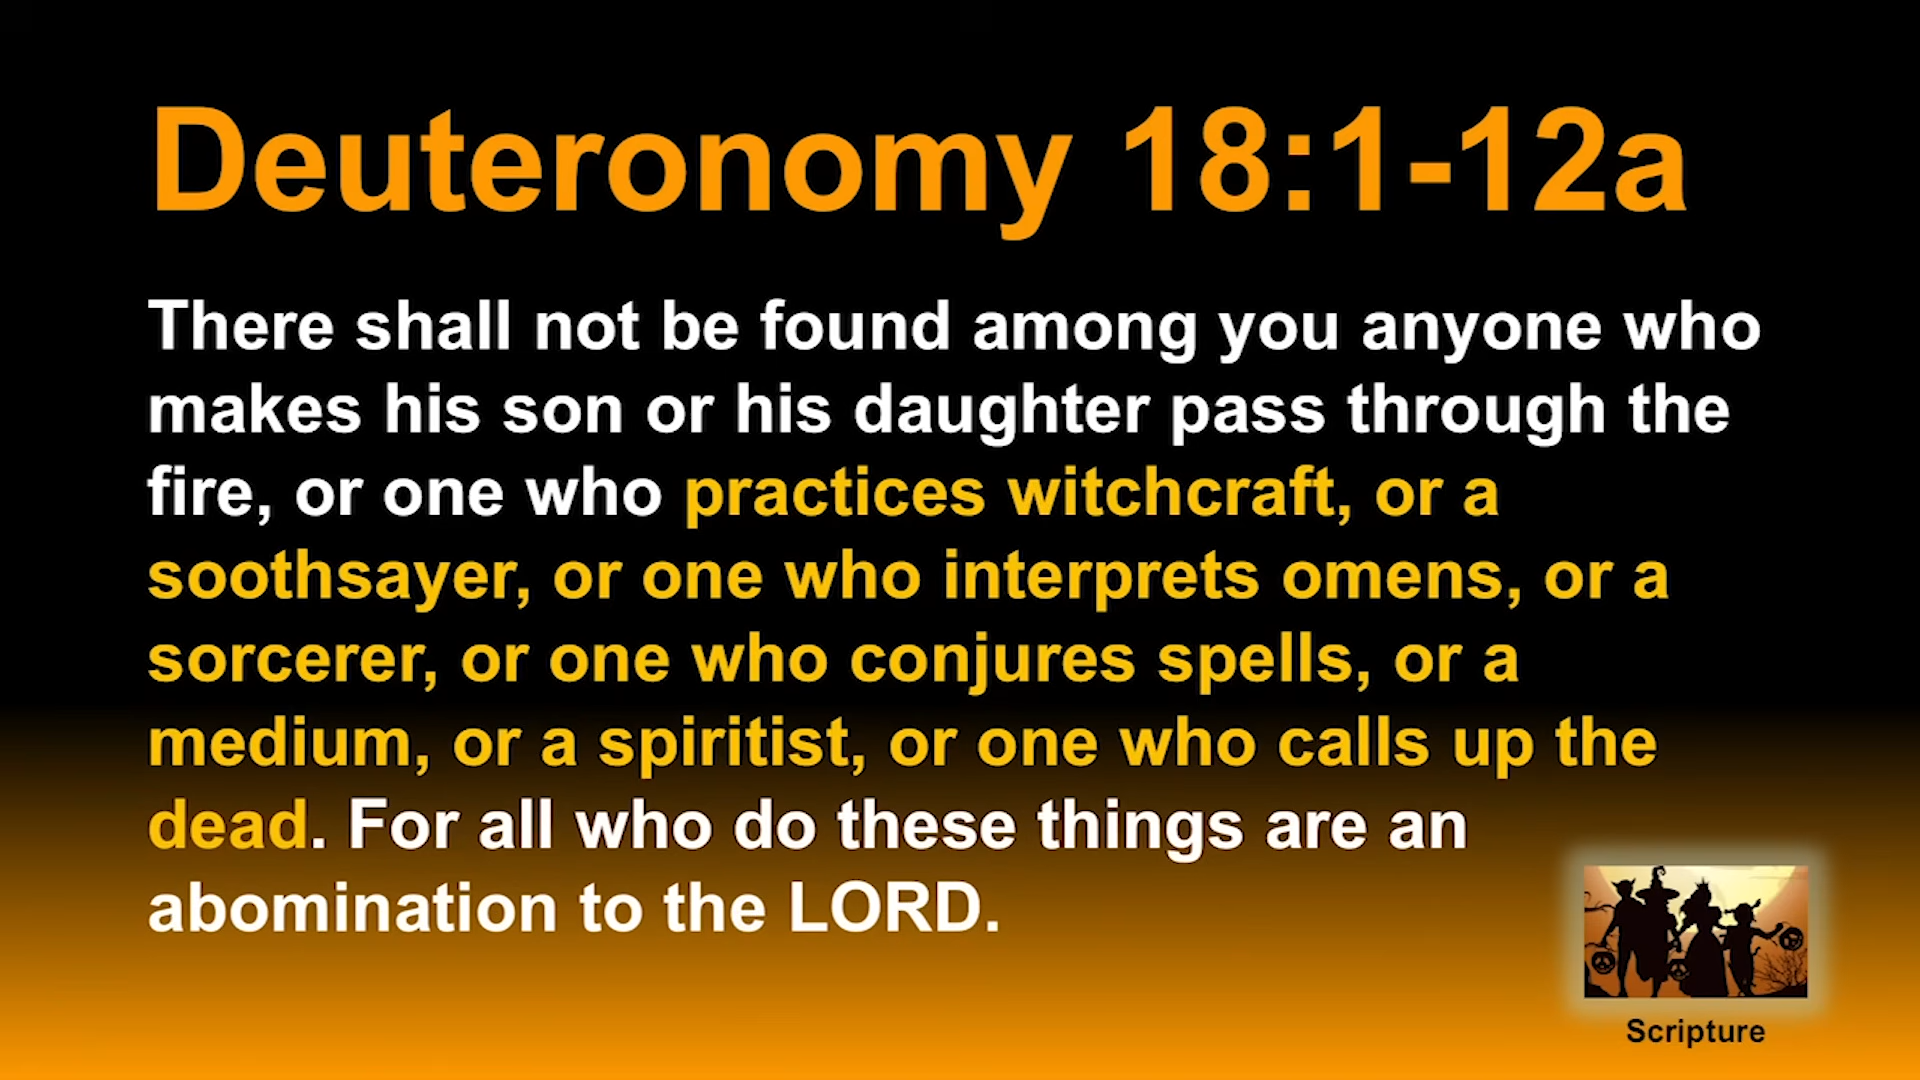 Deuteronomy 18:1-12a
There shall not be found among you anyone who
makes his son or his daughter pass through the
fire, or one who practices witchcraft, or a
soothsayer, or one who interprets omens, or a
sorcerer, or one who conjures spells, or a
medium, or a spiritist, or one who calls up the
dead. For all who do these things are an
abomination to the LORD.
Scripture